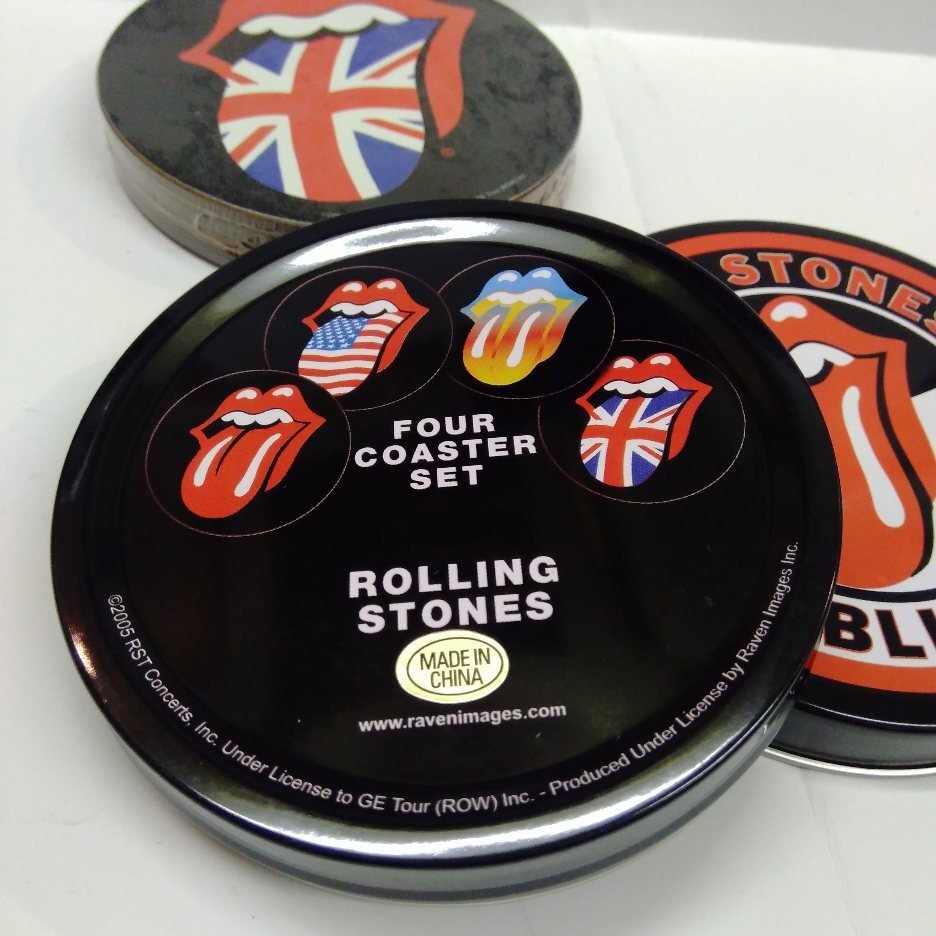 STONES
FOUR
COASTER
SET
ROLLING
STONES
MADE IN
CHINA
www.ravenimages.com
©2005 RST Concerts, Inc. Under License to GE Tour (ROW) Inc. - Produced Under License by Raven Images Inc.